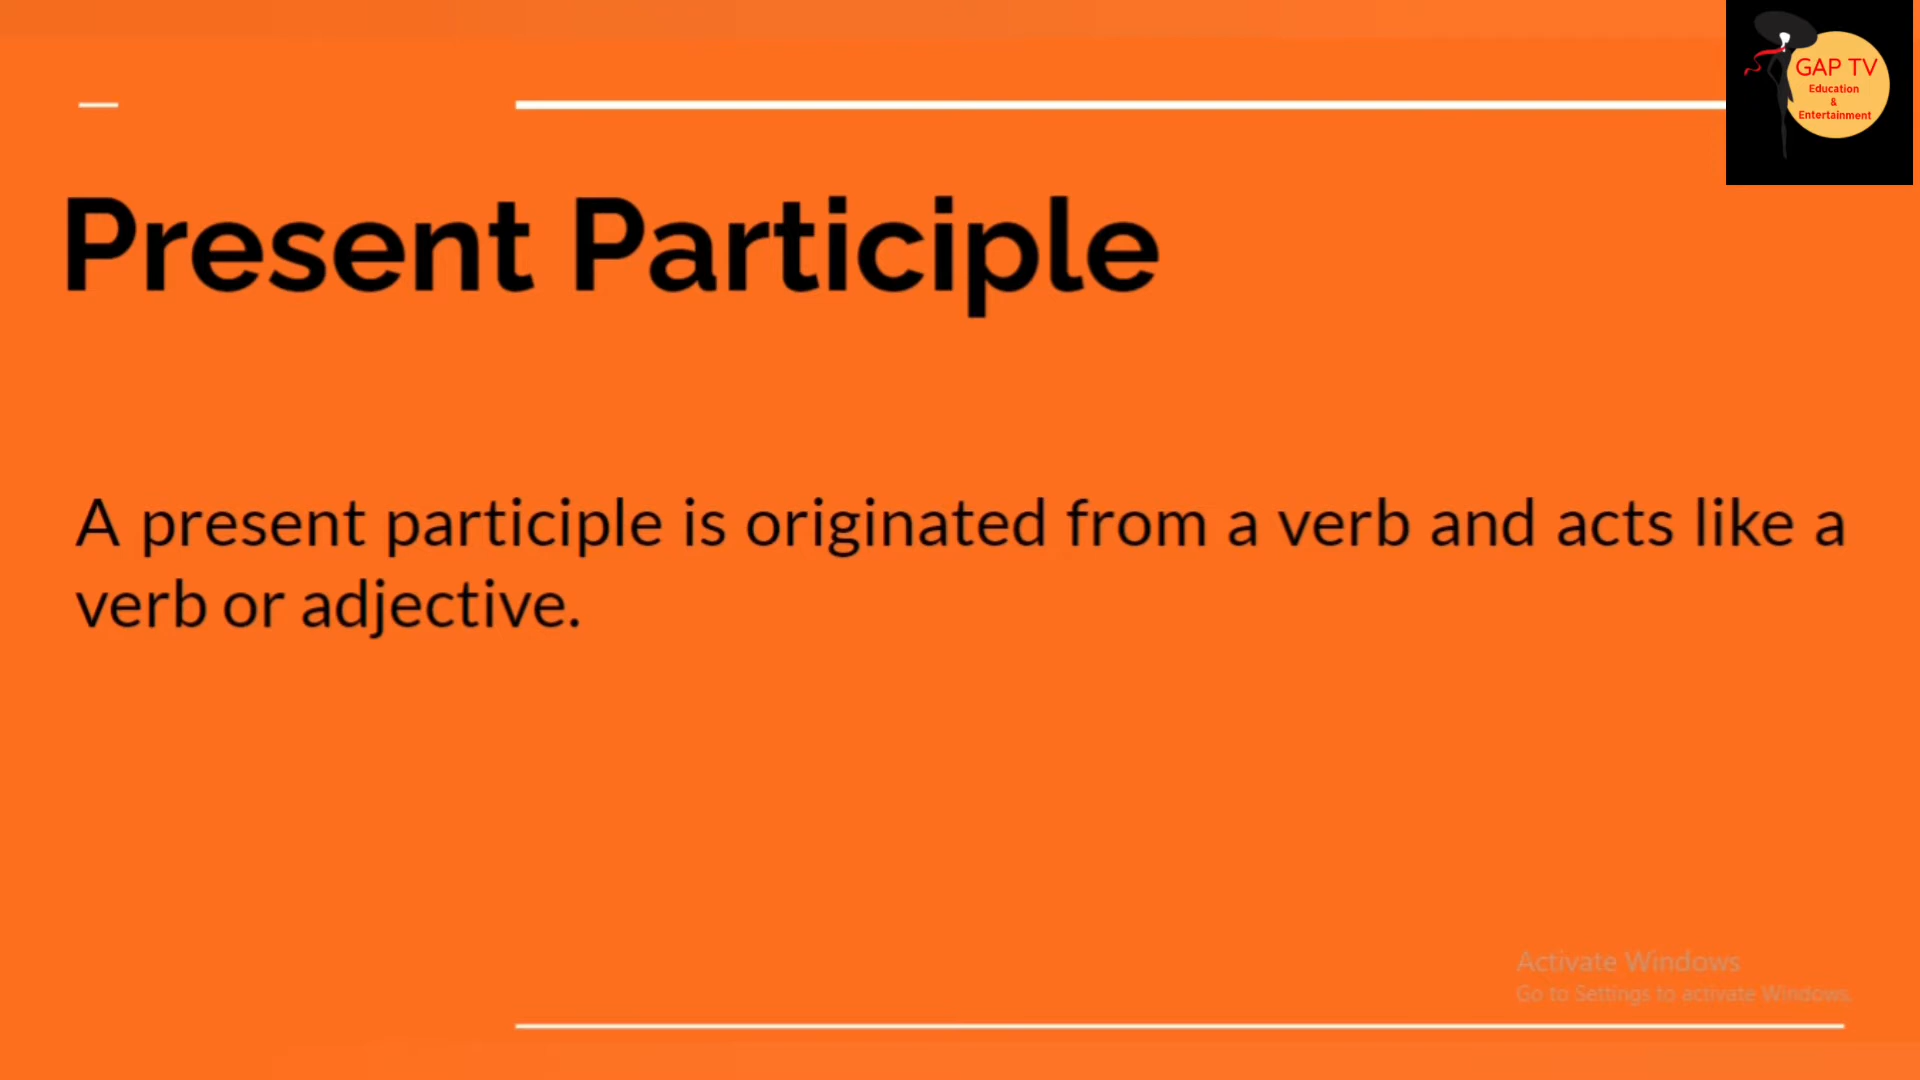 GAP TV
Education
&
Entertainment
Present Participle
A present participle is originated from a verb and acts like a
verb or adjective.
Activate Windows
Go to Settings to activate Windows.